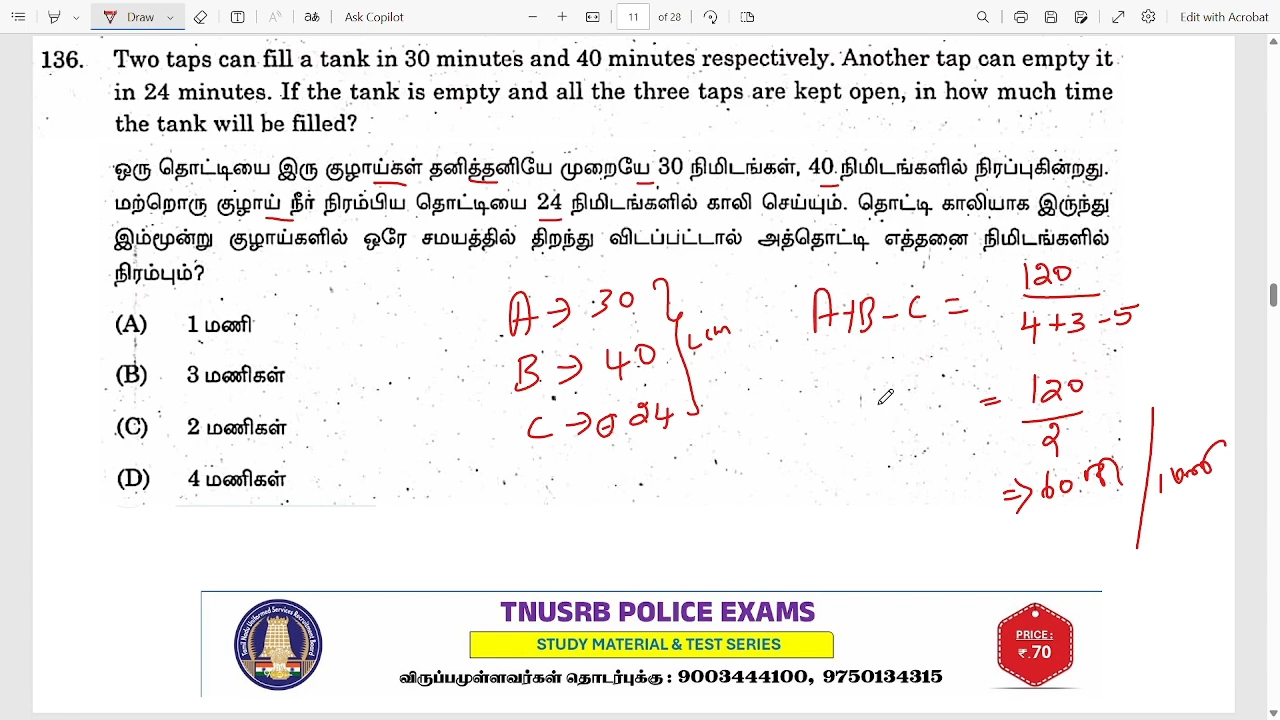 Draw
Ask Copilot
11 of 28
Edit with Acrobat
136. Two taps can fill a tank in 30 minutes and 40 minutes respectively. Another tap can empty it
in 24 minutes. If the tank is empty and all the three taps are kept open, in how much time
the tank will be filled?
ஒரு தொட்டியை இரு குழாய்கள் தனித்தனியே முறையே 30 நிமிடங்கள், 40 நிமிடங்களில் நிரப்புகின்றது.
மற்றொரு குழாய் நீர் நிரம்பிய தொட்டியை 24 நிமிடங்களில் காலி செய்யும். தொட்டி காலியாக இருந்து
இம்மூன்று குழாய்களில் ஒரே சமயத்தில் திறந்து விடப்பட்டால் அத்தொட்டி எத்தனை நிமிடங்களில்
நிரம்பும்?
(A) 1 மணி
(B) 3 மணிகள்
(C) 2 மணிகள்
(D) 4 மணிகள்
A → 30
B → 40
C → 24
Lcm
A+B-C = 120
4+3-5
= 120
2
⇒ 60
TNUSRB POLICE EXAMS
STUDY MATERIAL & TEST SERIES
விருப்பமுள்ளவர்கள் தொடர்புக்கு : 9003444100, 9750134315
PRICE :
₹.70